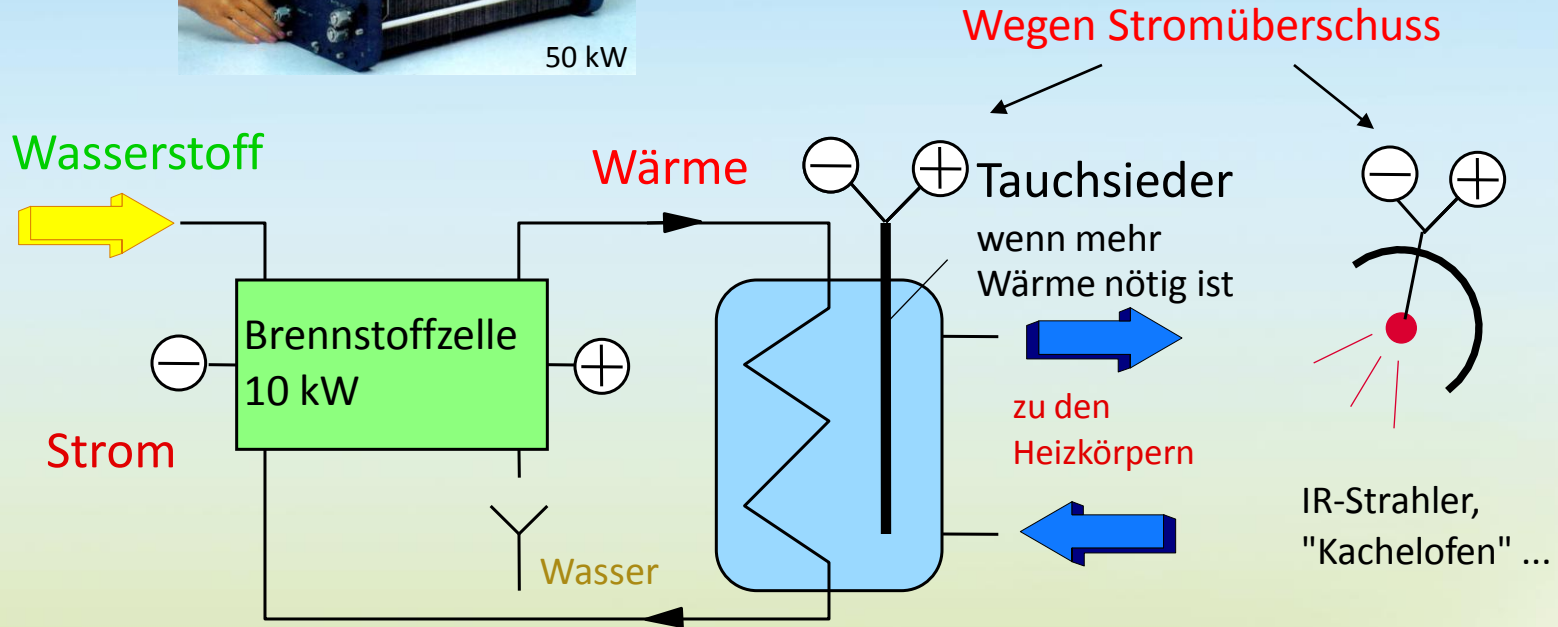 50 kW
Wegen Stromüberschuss
Wasserstoff
Wärme
Tauchsieder
wenn mehr
Wärme nötig ist
Brennstoffzelle
10 kW
Strom
Wasser
zu den
Heizkörpern
IR-Strahler,
"Kachelofen" ...